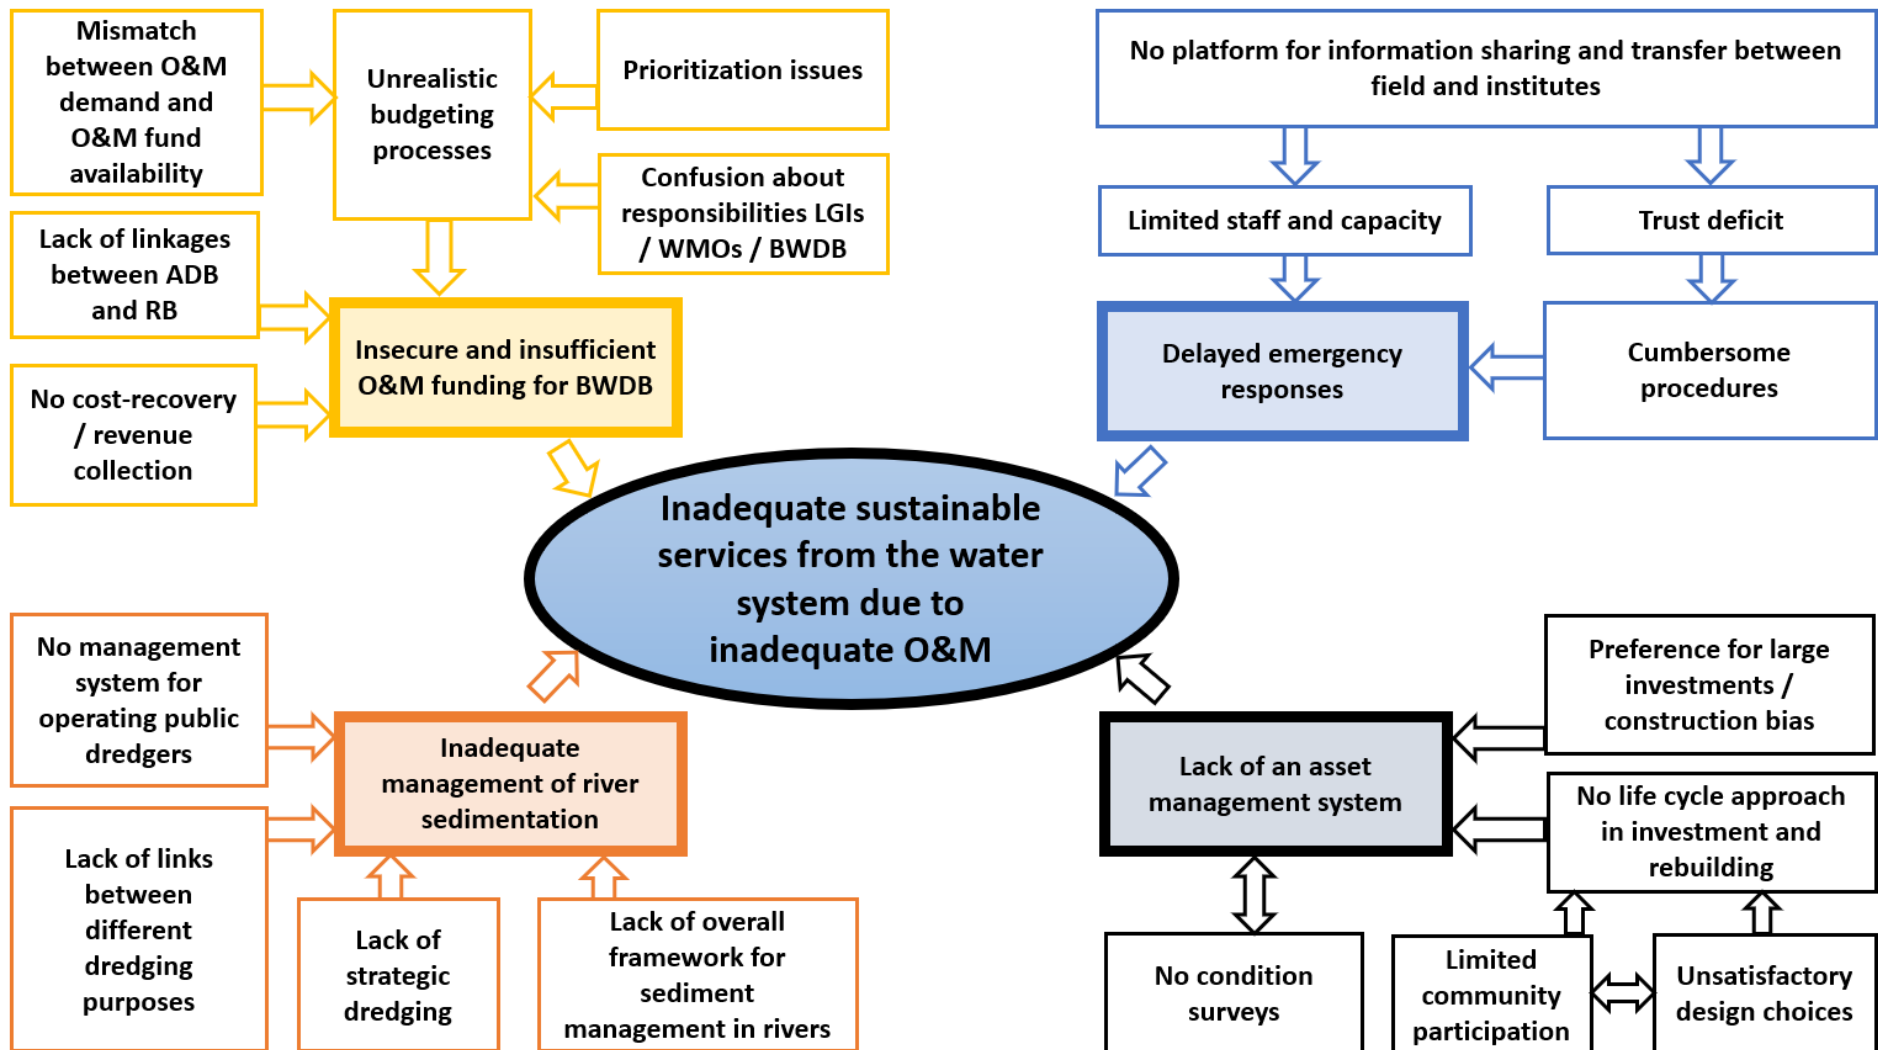 Mismatch
between O&M
demand and
O&M fund
availability
Unrealistic
budgeting
processes
Prioritization issues
Confusion about
responsibilities LGIs
/ WMOs / BWDB
Lack of linkages
between ADB
and RB
No cost-recovery
/ revenue
collection
Insecure and insufficient
O&M funding for BWDB
No platform for information sharing and transfer between
field and institutes
Limited staff and capacity
Trust deficit
Delayed emergency
responses
Cumbersome
procedures
Inadequate sustainable
services from the water
system due to
inadequate O&M
No management
system for
operating public
dredgers
Inadequate
management of river
sedimentation
Lack of links
between
different
dredging
purposes
Lack of
strategic
dredging
Lack of overall
framework for
sediment
management in rivers
Lack of an asset
management system
Preference for large
investments /
construction bias
No life cycle approach
in investment and
rebuilding
No condition
surveys
Limited
community
participation
Unsatisfactory
design choices